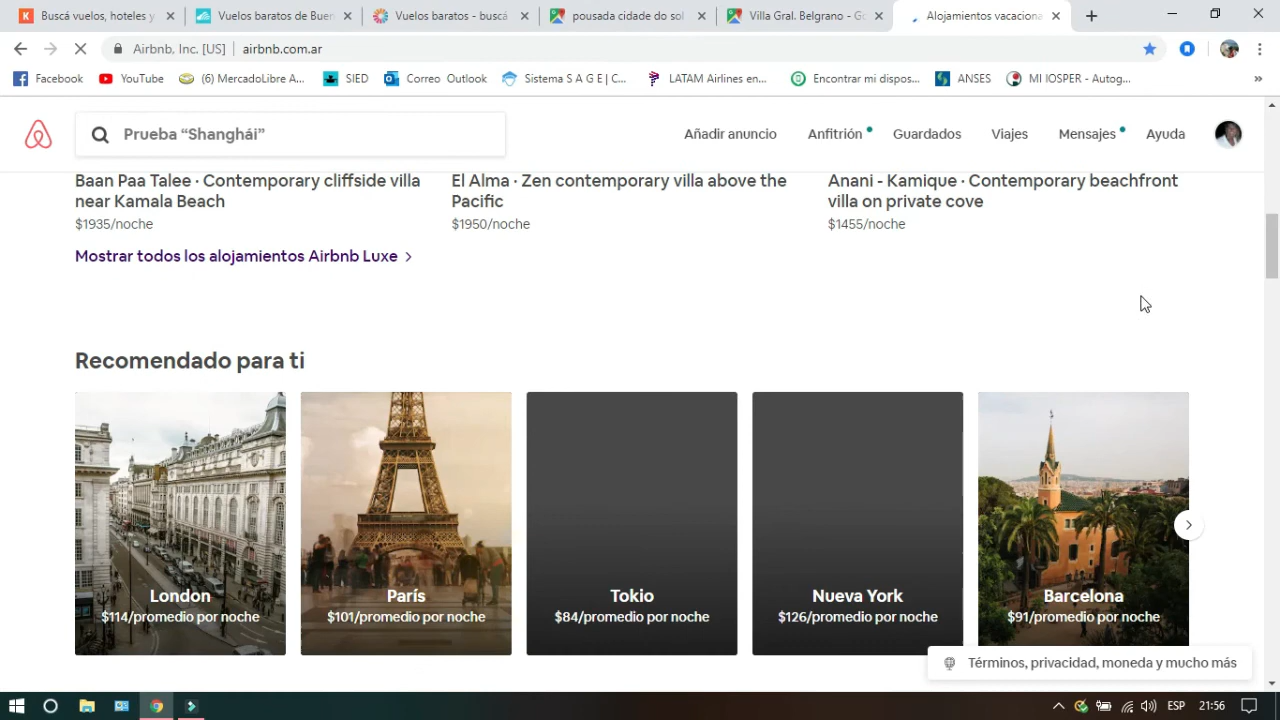 Buscá vuelos, hoteles y
Vuelos baratos de Buen
Vuelos baratos - buscá
pousada cidade do sol
Villa Gral. Belgrano - Go
Alojamientos vacaciona
Airbnb, Inc. [US]
airbnb.com.ar
Facebook
YouTube
(6) MercadoLibre A...
SIED
Correo Outlook
Sistema S A G E | C...
LATAM Airlines en...
Encontrar mi dispos...
ANSES
MI IOSPER - Autog...
»
Prueba “Shanghái”
Añadir anuncio
Anfitrión
Guardados
Viajes
Mensajes
Ayuda
Baan Paa Talee · Contemporary cliffside villa
near Kamala Beach
$1935/noche
El Alma · Zen contemporary villa above the
Pacific
$1950/noche
Anani - Kamique · Contemporary beachfront
villa on private cove
$1455/noche
Mostrar todos los alojamientos Airbnb Luxe
Recomendado para ti
London
$114/promedio por noche
París
$101/promedio por noche
Tokio
$84/promedio por noche
Nueva York
$126/promedio por noche
Barcelona
$91/promedio por noche
Términos, privacidad, moneda y mucho más
ESP
21:56